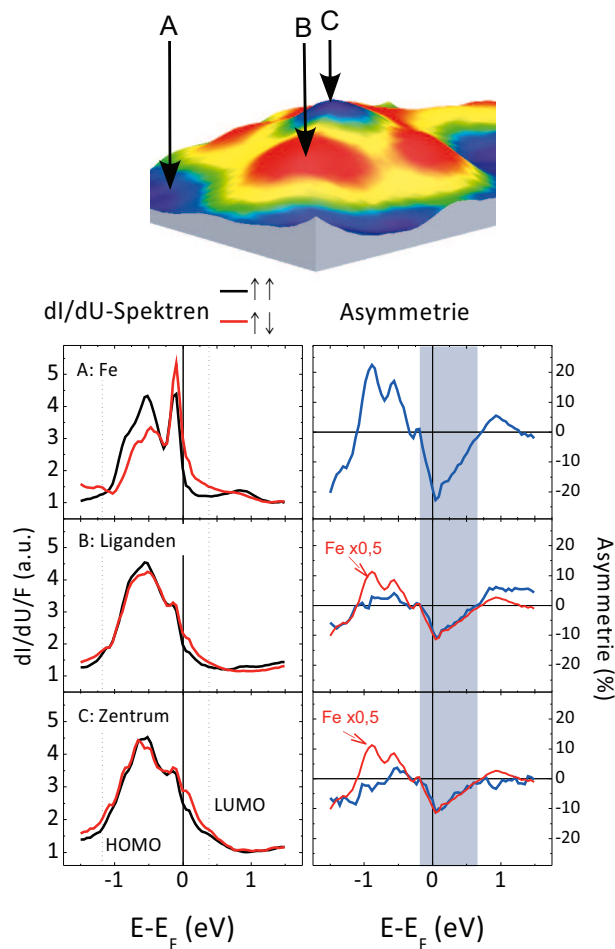 A
B
C
dI/dU-Spektren
↑↑
↑↓
Asymmetrie
A: Fe
5
4
3
2
1
20
10
0
-10
-20
B: Liganden
5
4
3
2
1
Fe x0,5
20
10
0
-10
-20
C: Zentrum
5
4
3
2
1
HOMO
LUMO
Fe x0,5
20
10
0
-10
-20
dI/dU/F (a.u.)
Asymmetrie (%)
-1 0 1
-1 0 1
E-E_F (eV)
E-E_F (eV)